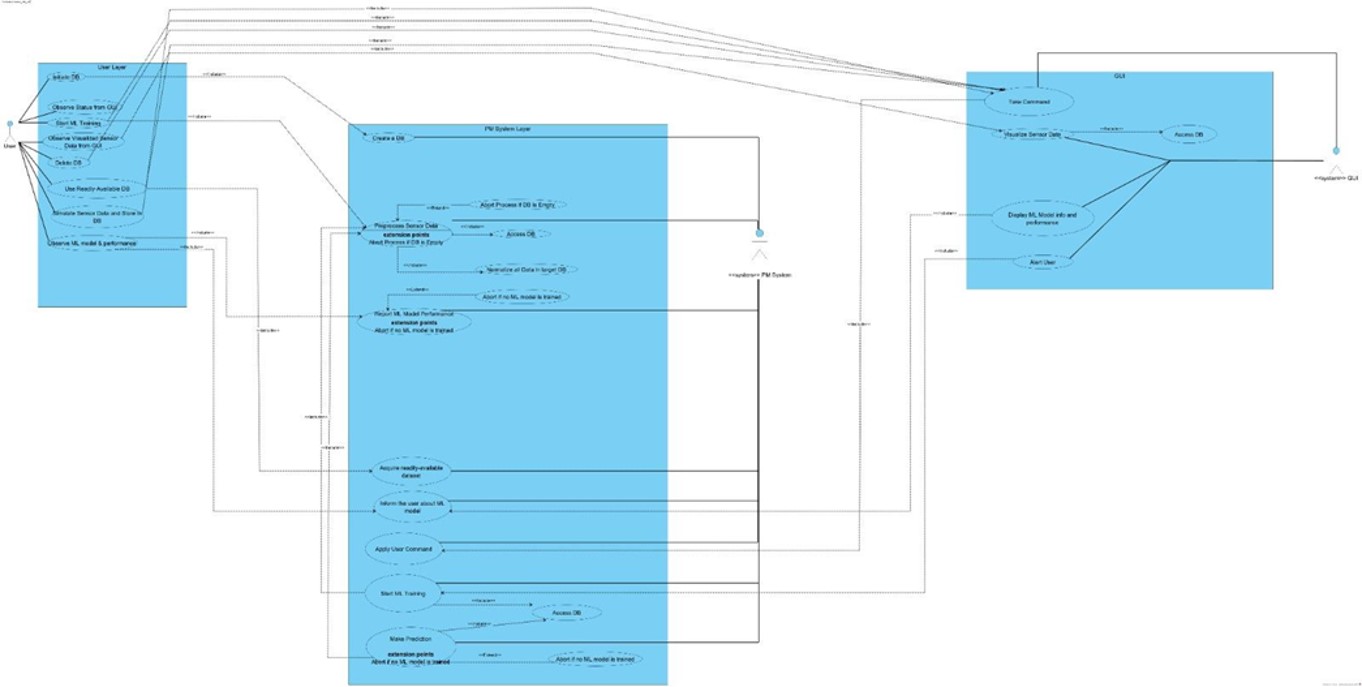 <<Include>>
<<Include>>
<<Include>>
<<Include>>
<<Include>>
User Layer
Initiate DB
Observe Status from GUI
Start ML Training
Observe Visualized Sensor
Data from GUI
Delete DB
Use Ready-Available DB
Simulate Sensor Data and Store in
DB
Observe ML model & performance
User
<<Include>>
<<Include>>
<<Include>>
<<Include>>
<<Include>>
<<Include>>
<<Include>>
PM System Layer
Create a DB
<<Extend>>
Abort Process if DB is Empty
Preprocess Sensor Data
extension points
Abort Process if DB is Empty
<<Include>>
Access DB
<<Include>>
Normalize all Data in target DB
<<Extend>>
Abort if no ML model is trained
Report ML Model Performance
extension points
Abort if no ML model is trained
Acquire readily-available
dataset
Inform the user about ML
model
Apply User Command
Start ML Training
<<Include>>
Access DB
<<Include>>
Make Prediction
extension points
Abort if no ML model is trained
<<Extend>>
Abort if no ML model is trained
<<system>> PM System
<<Include>>
<<Include>>
<<Include>>
GUI
Take Command
Visualize Sensor Data
<<Include>>
Access DB
Display ML Model info and
performance
Alert User
<<system>> GUI